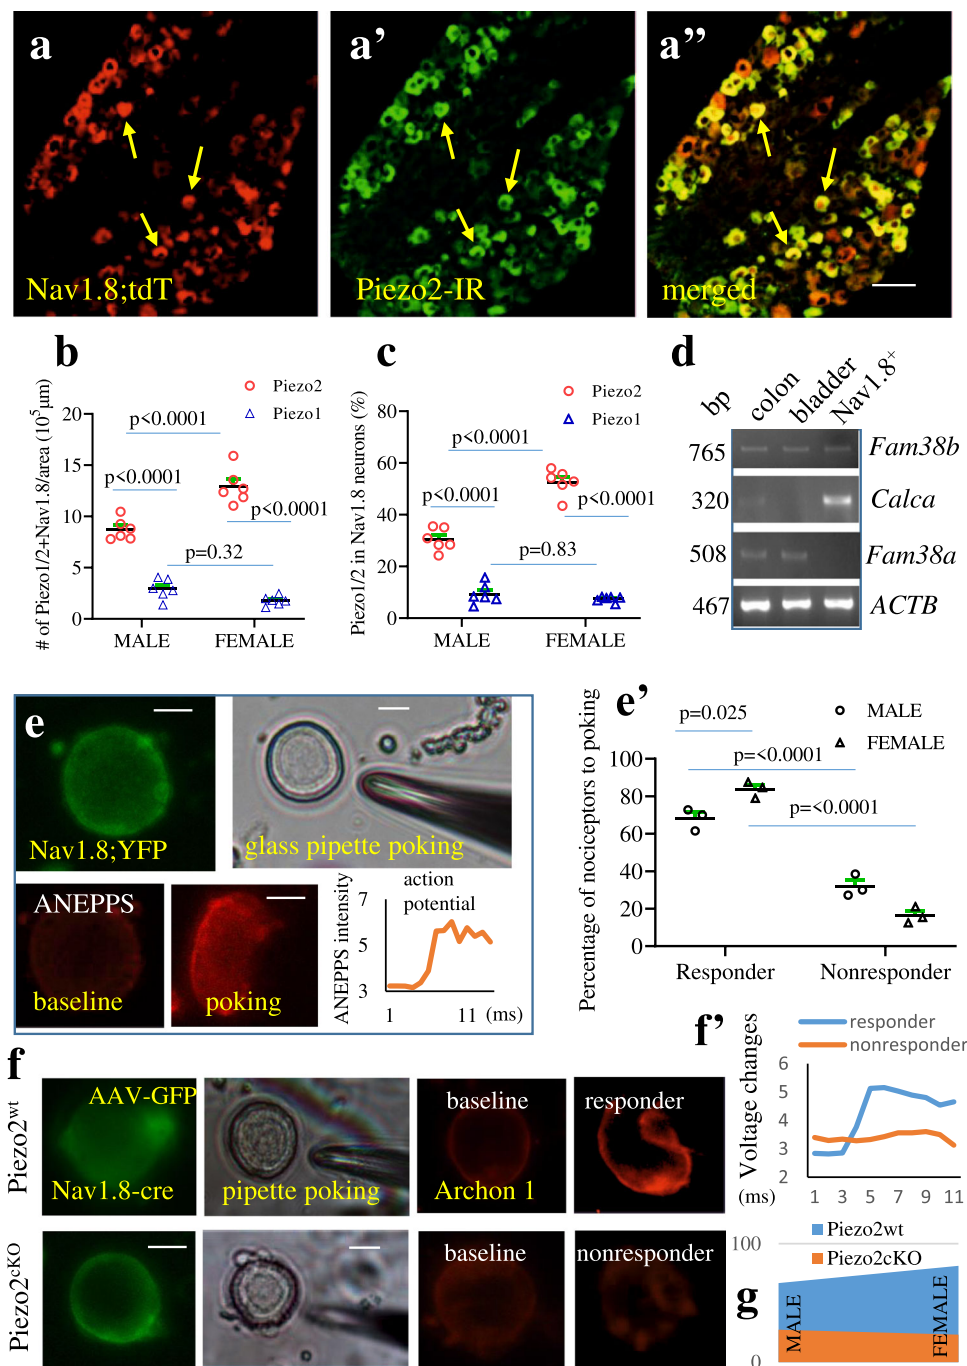 a
a’
a”
Nav1.8;tdT
Piezo2-IR
merged
b
# of Piezo1/2+Nav1.8/area (10⁵μm)
Piezo2
Piezo1
20
15
10
5
0
p<0.0001
p<0.0001
p<0.0001
p=0.32
MALE
FEMALE
c
Piezo1/2 in Nav1.8 neurons (%)
Piezo2
Piezo1
80
60
40
20
0
p<0.0001
p<0.0001
p<0.0001
p=0.83
MALE
FEMALE
d
bp
colon
bladder
Nav1.8⁺
765 Fam38b
320 Calca
508 Fam38a
467 ACTB
e
Nav1.8;YFP
glass pipette poking
ANEPPS
baseline
poking
ANEPPS intensity
action
potential
7
5
3
1 11 (ms)
e’
Percentage of nociceptors to poking
MALE
FEMALE
p=0.025
p=<0.0001
p=<0.0001
100
80
60
40
20
0
Responder
Nonresponder
f
Piezo2ʷᵗ
AAV-GFP
Nav1.8-cre
pipette poking
baseline
Archon 1
responder
Piezo2ᶜᴷᴼ
baseline
nonresponder
f’
responder
nonresponder
Voltage changes
6
5
4
3
2
(ms) 1 3 5 7 9 11
g
Piezo2wt
Piezo2cKO
100
0
MALE
FEMALE